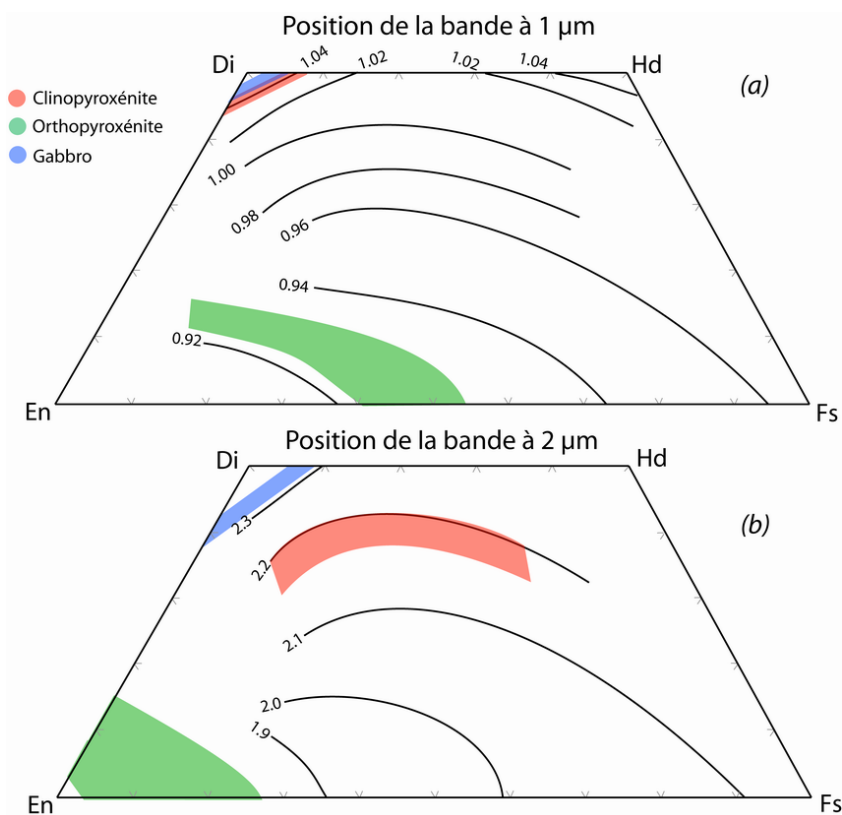 Position de la bande à 1 µm
Di
1.04
1.02
1.02
1.04
Hd
(a)
Clinopyroxénite
Orthopyroxénite
Gabbro
1.00
0.98
0.96
0.94
0.92
En
Fs
Position de la bande à 2 µm
Di
Hd
2.3
(b)
2.2
2.1
2.0
1.9
En
Fs